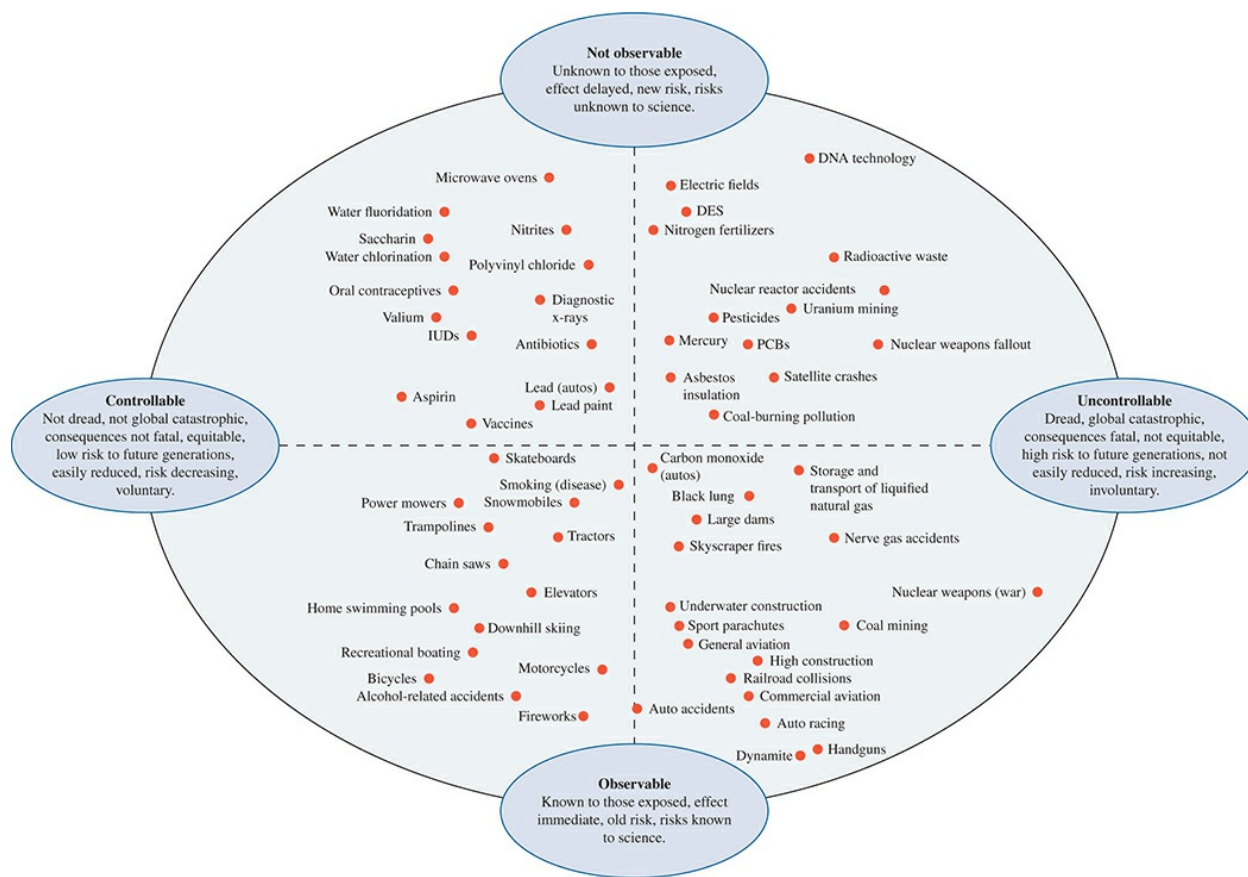 Not observable
Unknown to those exposed,
effect delayed, new risk, risks
unknown to science.
DNA technology
Microwave ovens
Electric fields
Water fluoridation
DES
Nitrites
Nitrogen fertilizers
Saccharin
Water chlorination
Polyvinyl chloride
Radioactive waste
Oral contraceptives
Diagnostic
x-rays
Nuclear reactor accidents
Uranium mining
Valium
Pesticides
IUDs
Antibiotics
Mercury
PCBs
Nuclear weapons fallout
Lead (autos)
Asbestos
insulation
Satellite crashes
Aspirin
Lead paint
Coal-burning pollution
Vaccines
Controllable
Not dread, not global catastrophic,
consequences not fatal, equitable,
low risk to future generations,
easily reduced, risk decreasing,
voluntary.
Uncontrollable
Dread, global catastrophic,
consequences fatal, not equitable,
high risk to future generations, not
easily reduced, risk increasing,
involuntary.
Skateboards
Carbon monoxide
(autos)
Storage and
transport of liquified
natural gas
Smoking (disease)
Power mowers
Snowmobiles
Black lung
Trampolines
Large dams
Tractors
Skyscraper fires
Nerve gas accidents
Chain saws
Elevators
Nuclear weapons (war)
Home swimming pools
Underwater construction
Downhill skiing
Sport parachutes
Coal mining
General aviation
Recreational boating
High construction
Motorcycles
Bicycles
Railroad collisions
Alcohol-related accidents
Commercial aviation
Fireworks
Auto accidents
Auto racing
Dynamite
Handguns
Observable
Known to those exposed, effect
immediate, old risk, risks known
to science.